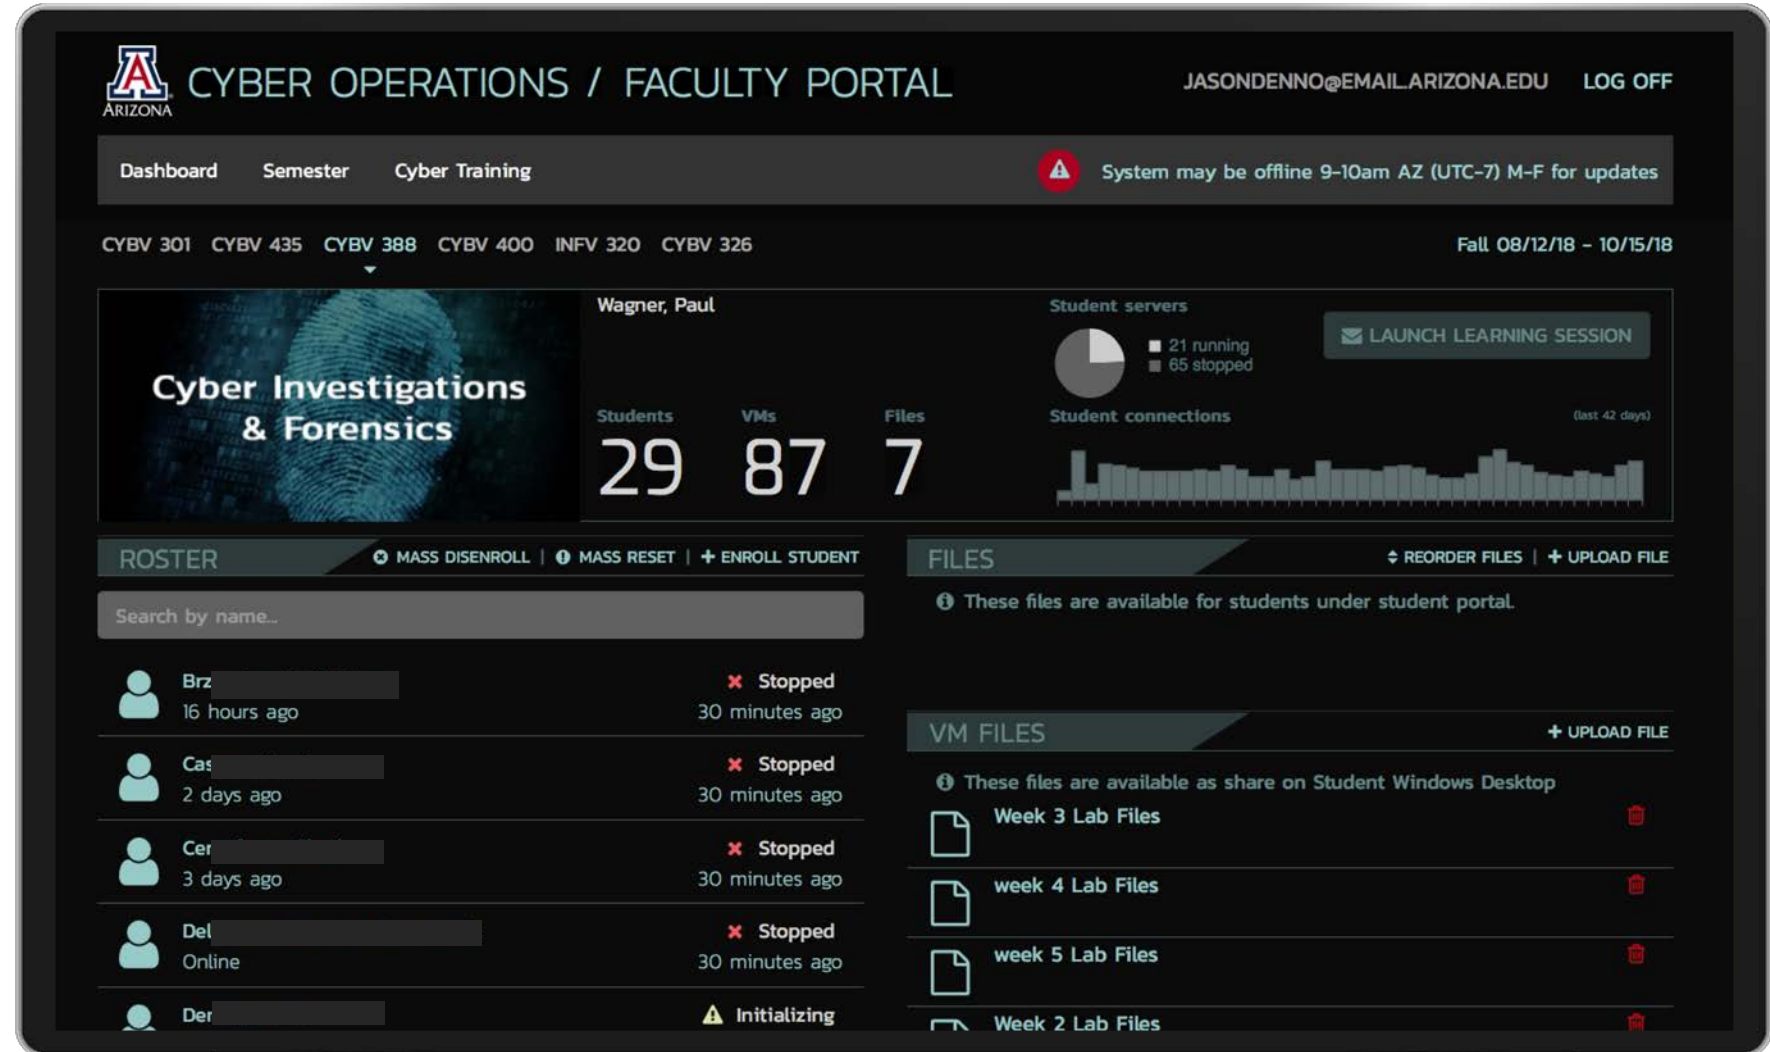 ARIZONA
CYBER OPERATIONS / FACULTY PORTAL
JASONDENNO@EMAIL.ARIZONA.EDU LOG OFF
Dashboard Semester Cyber Training
System may be offline 9-10am AZ (UTC-7) M-F for updates
CYBV 301 CYBV 435 CYBV 388 CYBV 400 INFV 320 CYBV 326
Fall 08/12/18 - 10/15/18
Cyber Investigations
& Forensics
Wagner, Paul
Students VMs Files
29 87 7
Student servers
21 running
65 stopped
LAUNCH LEARNING SESSION
Student connections (last 42 days)
ROSTER MASS DISENROLL | MASS RESET | + ENROLL STUDENT
Search by name...
Brz Stopped
16 hours ago 30 minutes ago
Cas Stopped
2 days ago 30 minutes ago
Cer Stopped
3 days ago 30 minutes ago
Del Stopped
Online 30 minutes ago
Der Initializing
FILES REORDER FILES | + UPLOAD FILE
These files are available for students under student portal.
VM FILES + UPLOAD FILE
These files are available as share on Student Windows Desktop
Week 3 Lab Files
week 4 Lab Files
week 5 Lab Files
Week 2 Lab Files